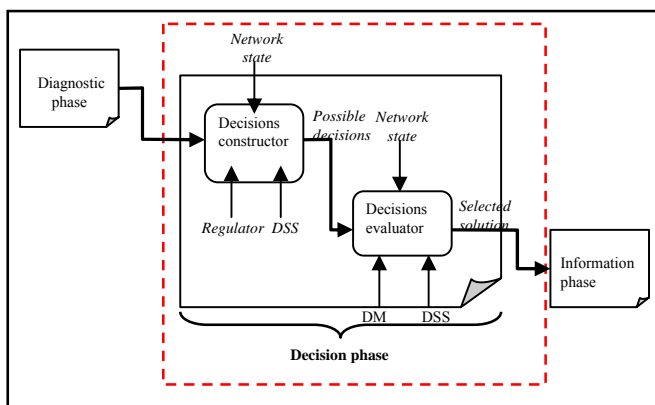 Network
state
Diagnostic
phase
Decisions
constructor
Possible
decisions
Network
state
Regulator
DSS
Decisions
evaluator
Selected
solution
Information
phase
DM
DSS
Decision phase